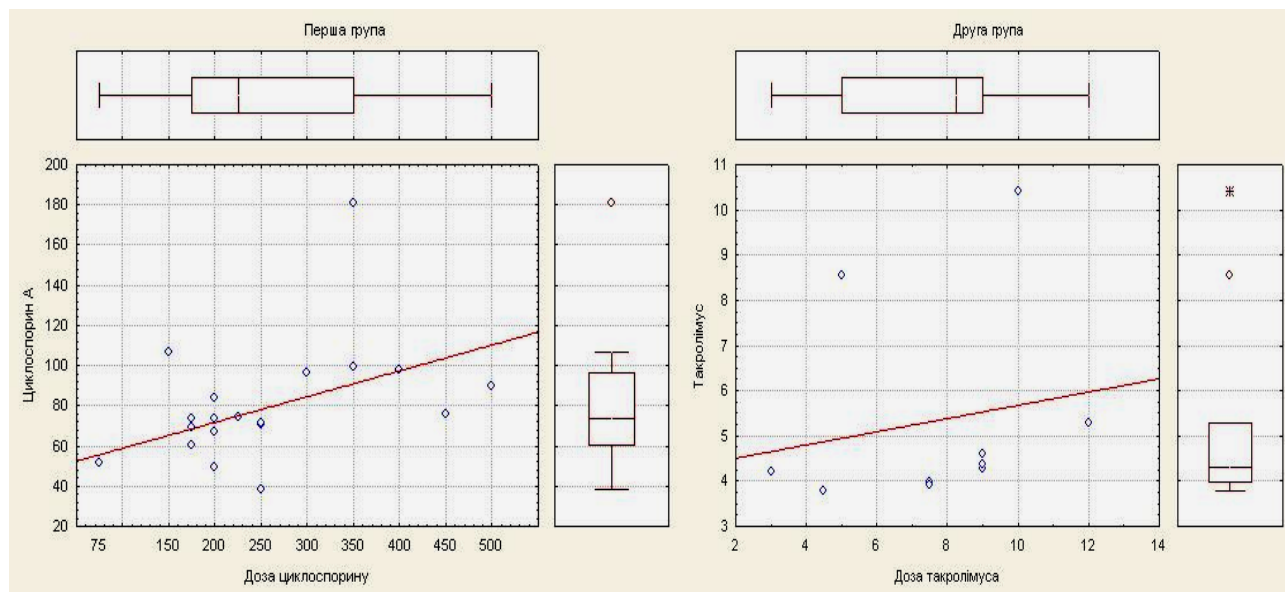 Перша група
200
180
160
140
120
100
80
60
40
20
Циклоспорин А
75 150 200 250 300 350 400 450 500
Доза циклоспорину
Друга група
11
10
9
8
7
6
5
4
3
Такролімус
2 4 6 8 10 12 14
Доза такролімуса